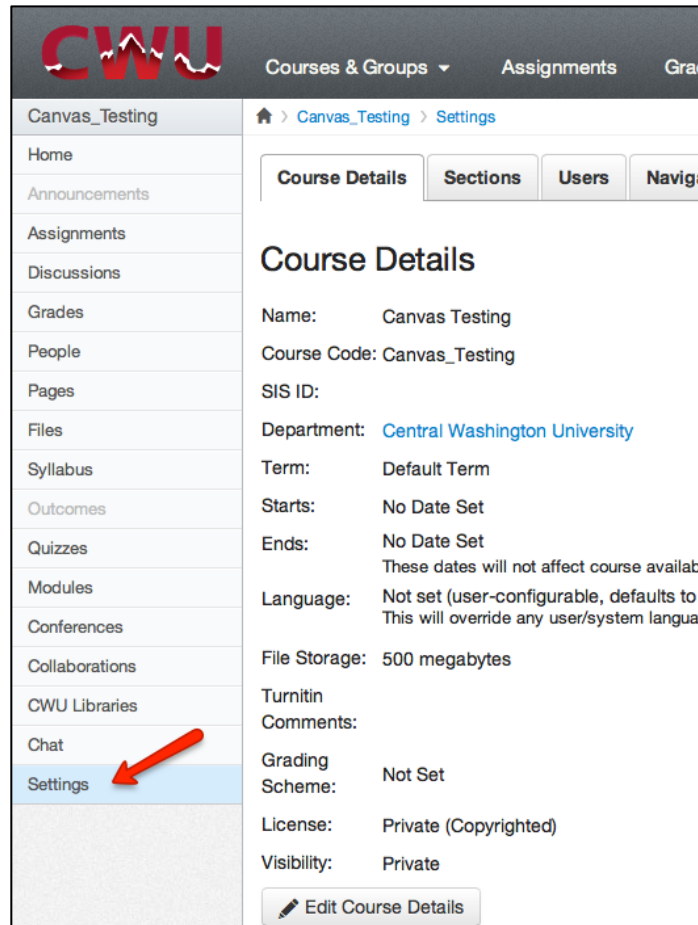 CWU
Courses & Groups Assignments Gra
Canvas_Testing
Home
Announcements
Assignments
Discussions
Grades
People
Pages
Files
Syllabus
Outcomes
Quizzes
Modules
Conferences
Collaborations
CWU Libraries
Chat
Settings
Canvas_Testing > Settings
Course Details Sections Users Naviga
Course Details
Name: Canvas Testing
Course Code: Canvas_Testing
SIS ID:
Department: Central Washington University
Term: Default Term
Starts: No Date Set
Ends: No Date Set
These dates will not affect course availab
Language: Not set (user-configurable, defaults to
This will override any user/system langua
File Storage: 500 megabytes
Turnitin
Comments:
Grading
Scheme: Not Set
License: Private (Copyrighted)
Visibility: Private
Edit Course Details